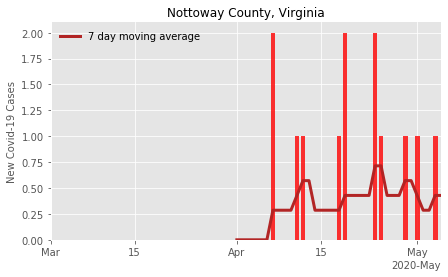 Nottoway County, Virginia
7 day moving average
New Covid-19 Cases
2.00
1.75
1.50
1.25
1.00
0.75
0.50
0.25
0.00
Mar
15
Apr
15
May
2020-May